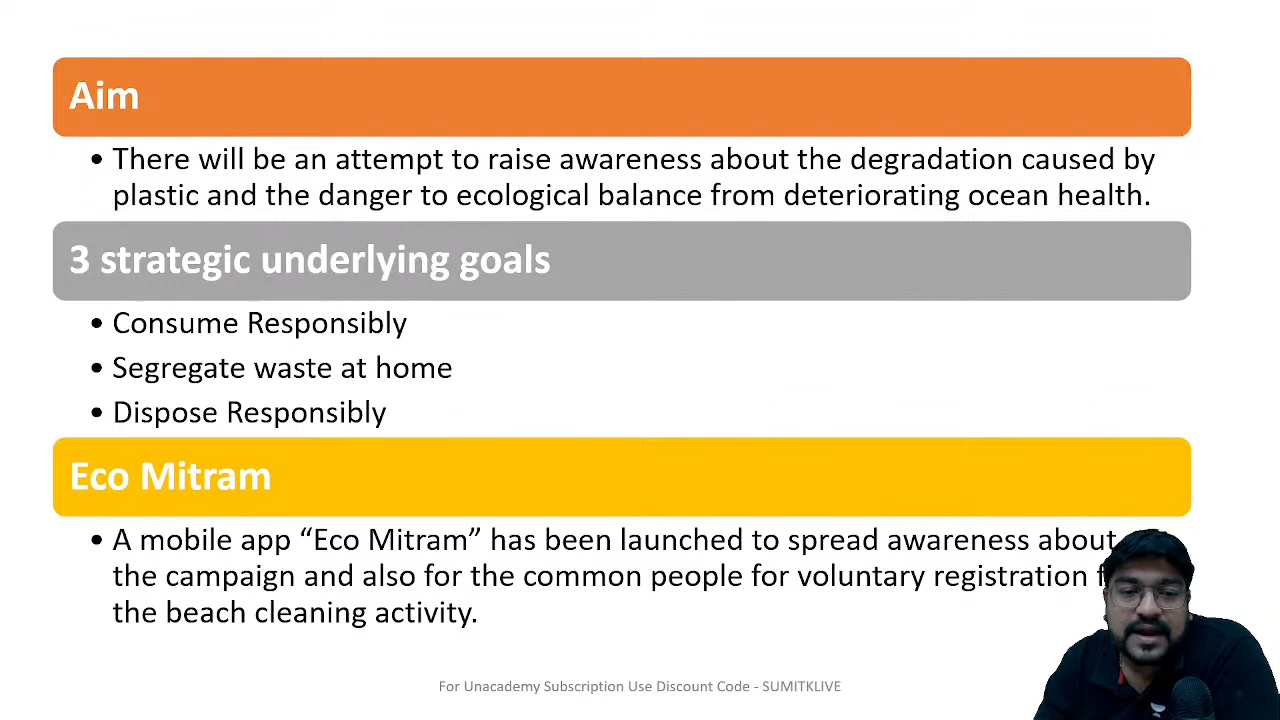 Aim
• There will be an attempt to raise awareness about the degradation caused by
plastic and the danger to ecological balance from deteriorating ocean health.
3 strategic underlying goals
• Consume Responsibly
• Segregate waste at home
• Dispose Responsibly
Eco Mitram
• A mobile app “Eco Mitram” has been launched to spread awareness about
the campaign and also for the common people for voluntary registration
the beach cleaning activity.
For Unacademy Subscription Use Discount Code - SUMITKLIVE